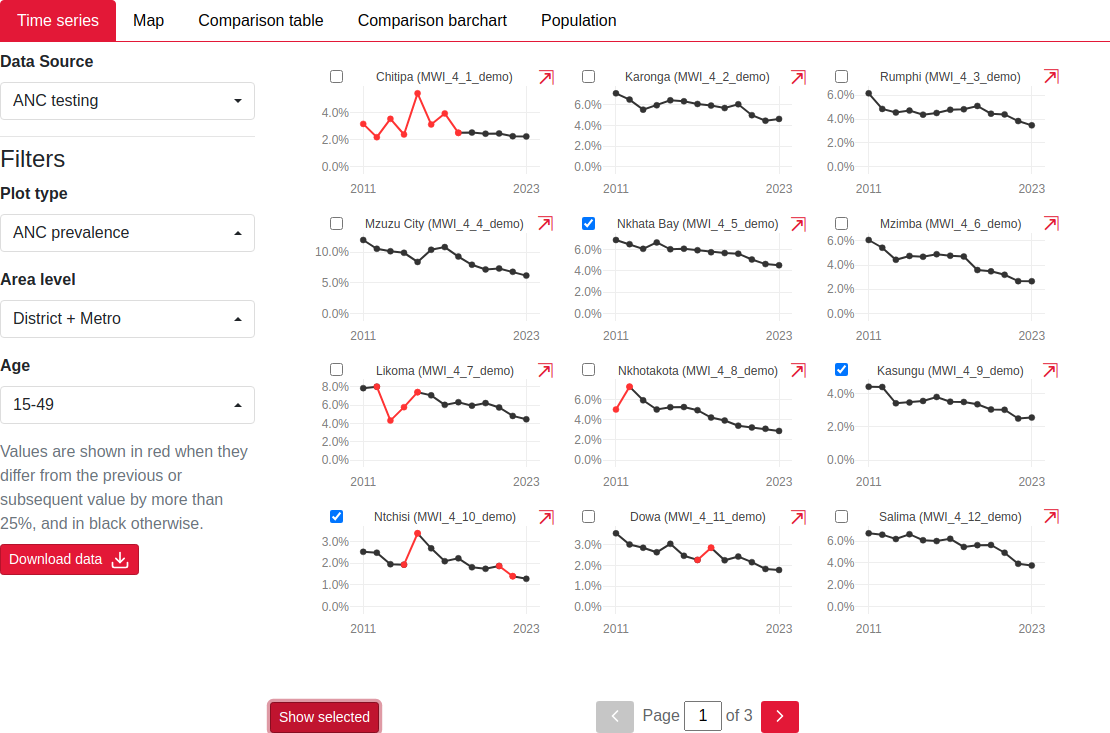 Time series Map Comparison table Comparison barchart Population
Data Source
ANC testing
Filters
Plot type
ANC prevalence
Area level
District + Metro
Age
15-49
Values are shown in red when they
differ from the previous or
subsequent value by more than
25%, and in black otherwise.
Download data
Chitipa (MWI_4_1_demo)
4.0%
2.0%
0.0%
2011 2023
Karonga (MWI_4_2_demo)
6.0%
4.0%
2.0%
0.0%
2011 2023
Rumphi (MWI_4_3_demo)
6.0%
4.0%
2.0%
0.0%
2011 2023
Mzuzu City (MWI_4_4_demo)
10.0%
5.0%
0.0%
2011 2023
Nkhata Bay (MWI_4_5_demo)
6.0%
4.0%
2.0%
0.0%
2011 2023
Mzimba (MWI_4_6_demo)
6.0%
4.0%
2.0%
0.0%
2011 2023
Likoma (MWI_4_7_demo)
8.0%
6.0%
4.0%
2.0%
0.0%
2011 2023
Nkhotakota (MWI_4_8_demo)
6.0%
4.0%
2.0%
0.0%
2011 2023
Kasungu (MWI_4_9_demo)
4.0%
2.0%
0.0%
2011 2023
Ntchisi (MWI_4_10_demo)
3.0%
2.0%
1.0%
0.0%
2011 2023
Dowa (MWI_4_11_demo)
3.0%
2.0%
1.0%
0.0%
2011 2023
Salima (MWI_4_12_demo)
6.0%
4.0%
2.0%
0.0%
2011 2023
Show selected
Page 1 of 3